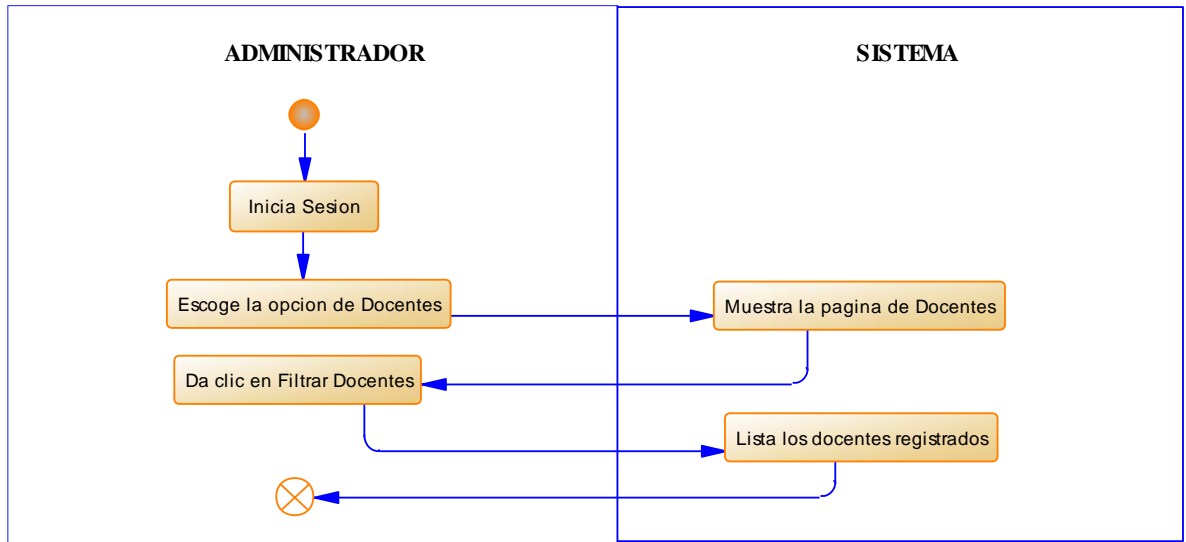 ADMINISTRADOR
SISTEMA
Inicia Sesion
Escoge la opcion de Docentes
Muestra la pagina de Docentes
Da clic en Filtrar Docentes
Lista los docentes registrados